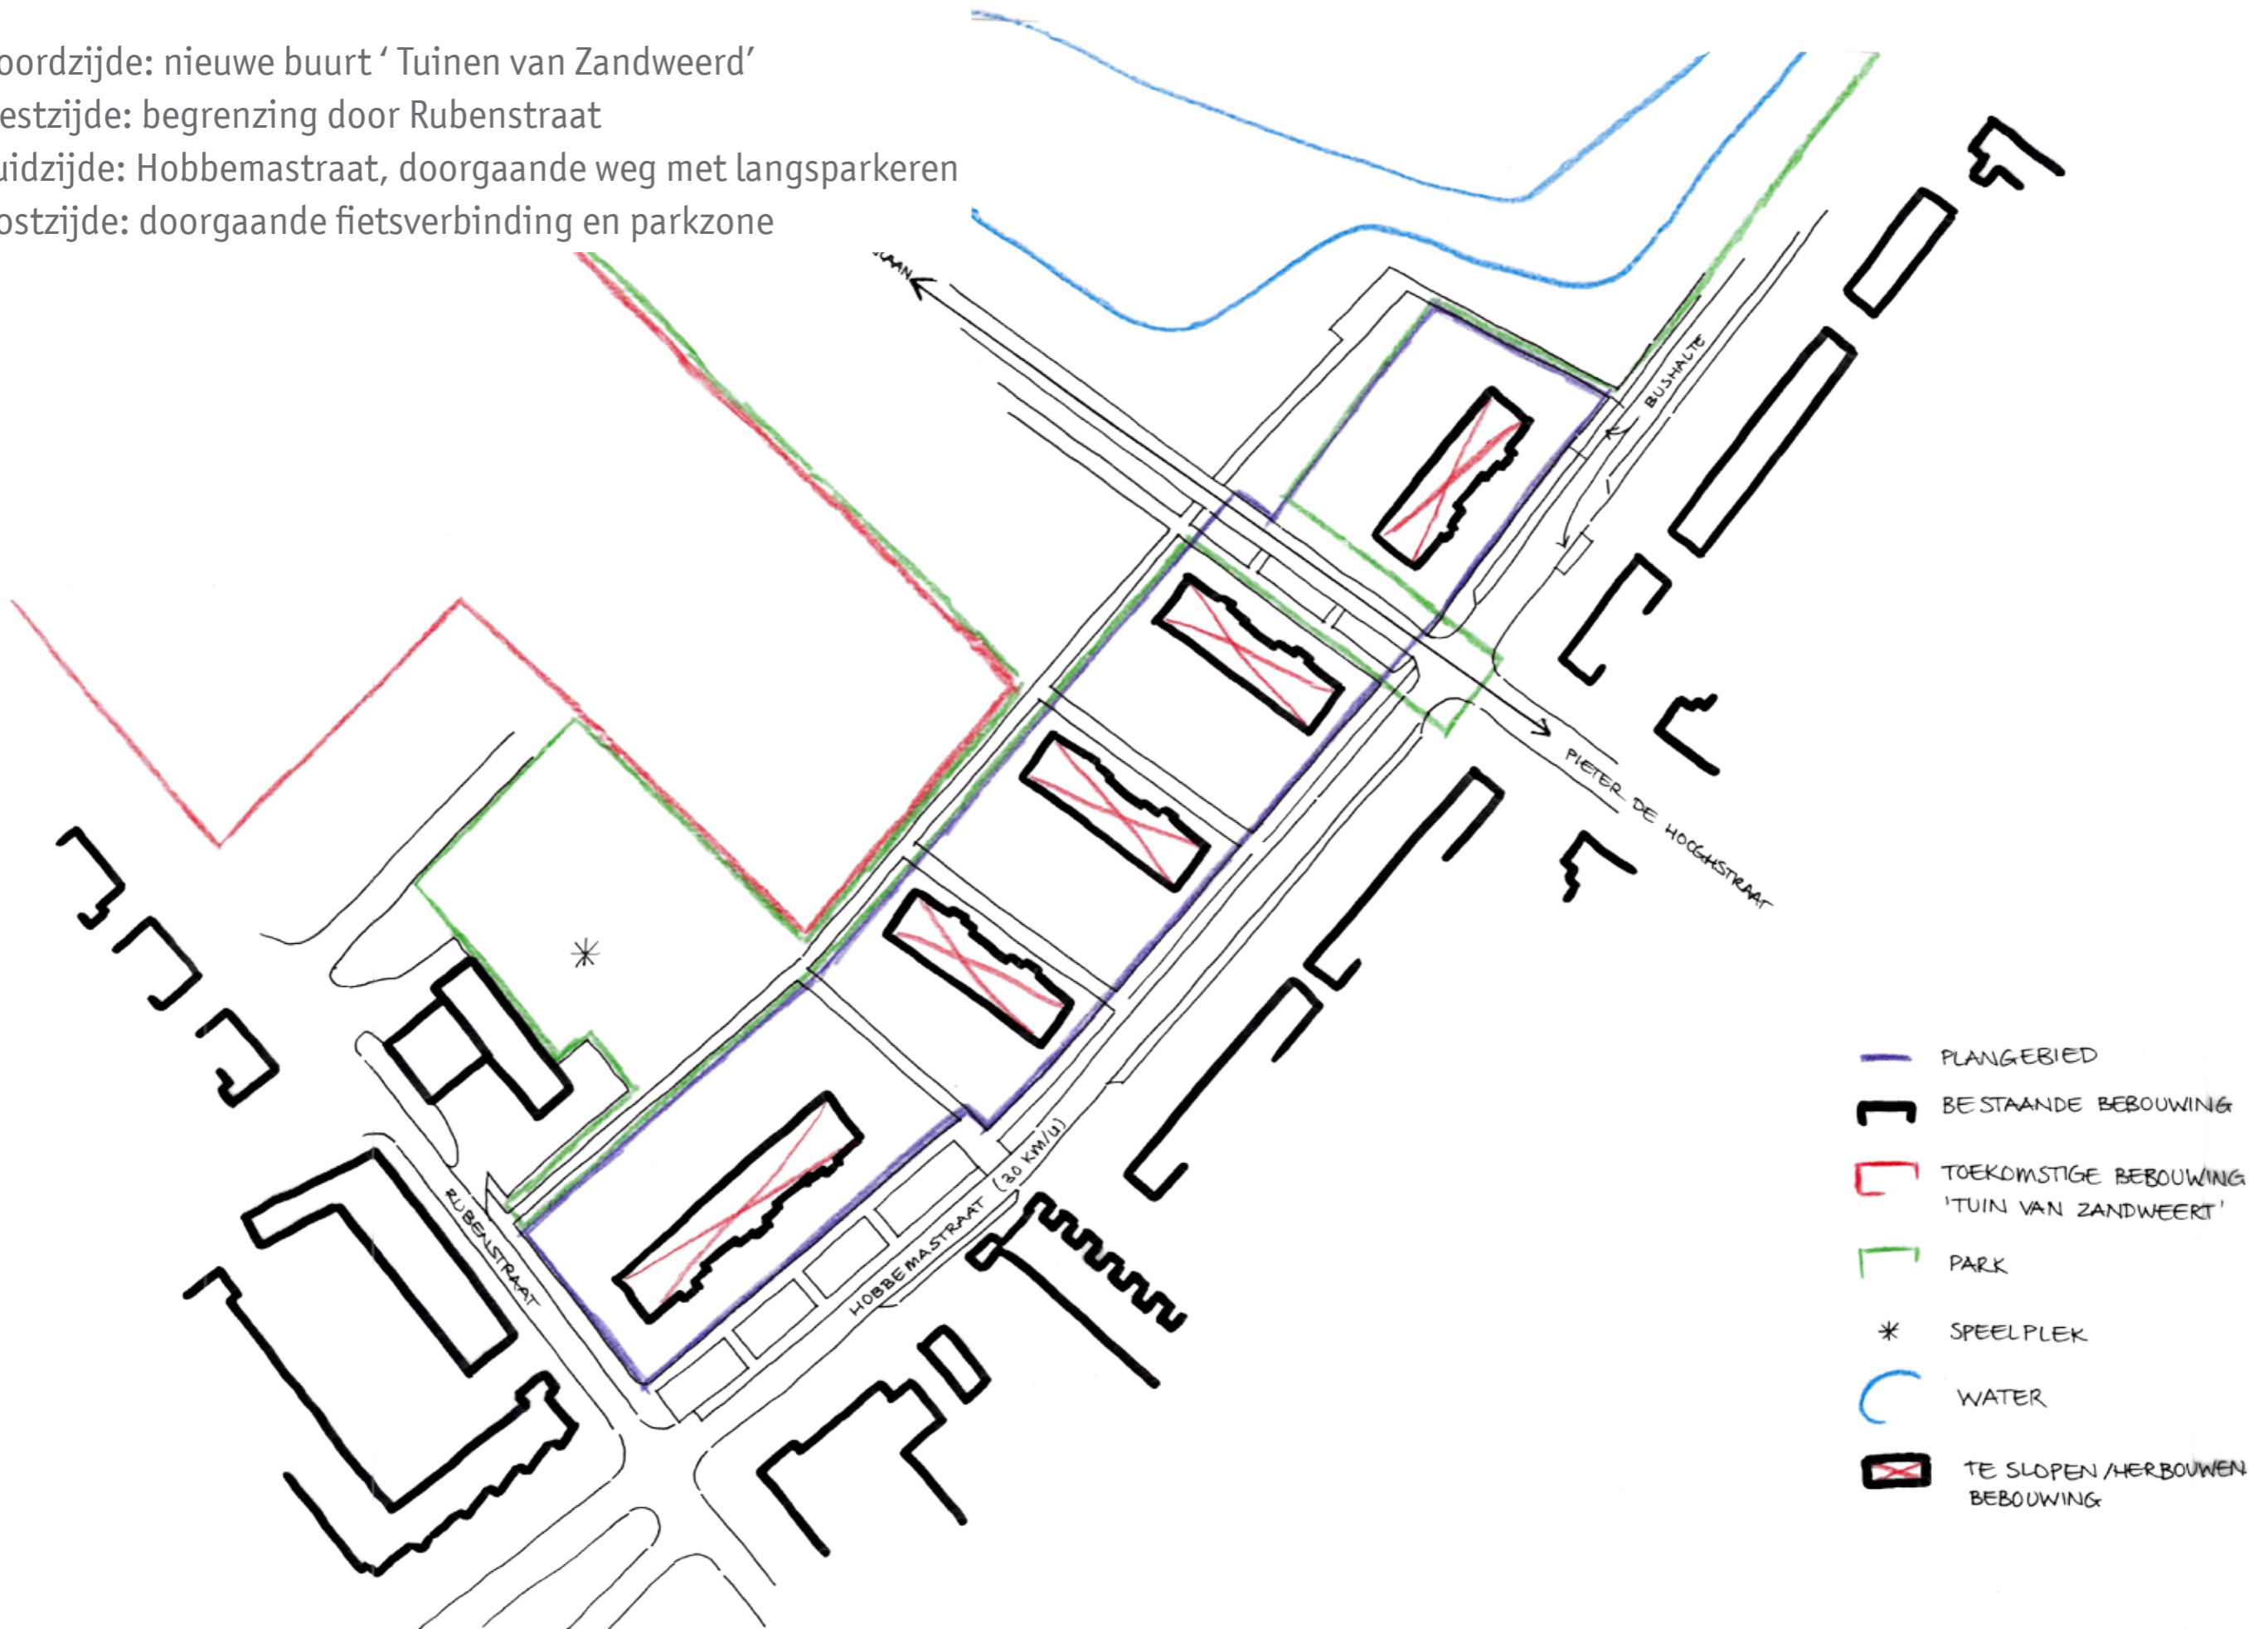 oordzijde: nieuwe buurt ‘ Tuinen van Zandweerd’
estzijde: begrenzing door Rubenstraat
uidzijde: Hobbemastraat, doorgaande weg met langsparkeren
ostzijde: doorgaande fietsverbinding en parkzone
LAAN
BUSHALTE
PIETER DE HOOGHSTRAAT
RUBENSTRAAT
HOBBEMASTRAAT (30 KM/U)
PLANGEBIED
BESTAANDE BEBOUWING
TOEKOMSTIGE BEBOUWING
'TUIN VAN ZANDWEERT'
PARK
SPEELPLEK
WATER
TE SLOPEN/HERBOUWEN
BEBOUWING